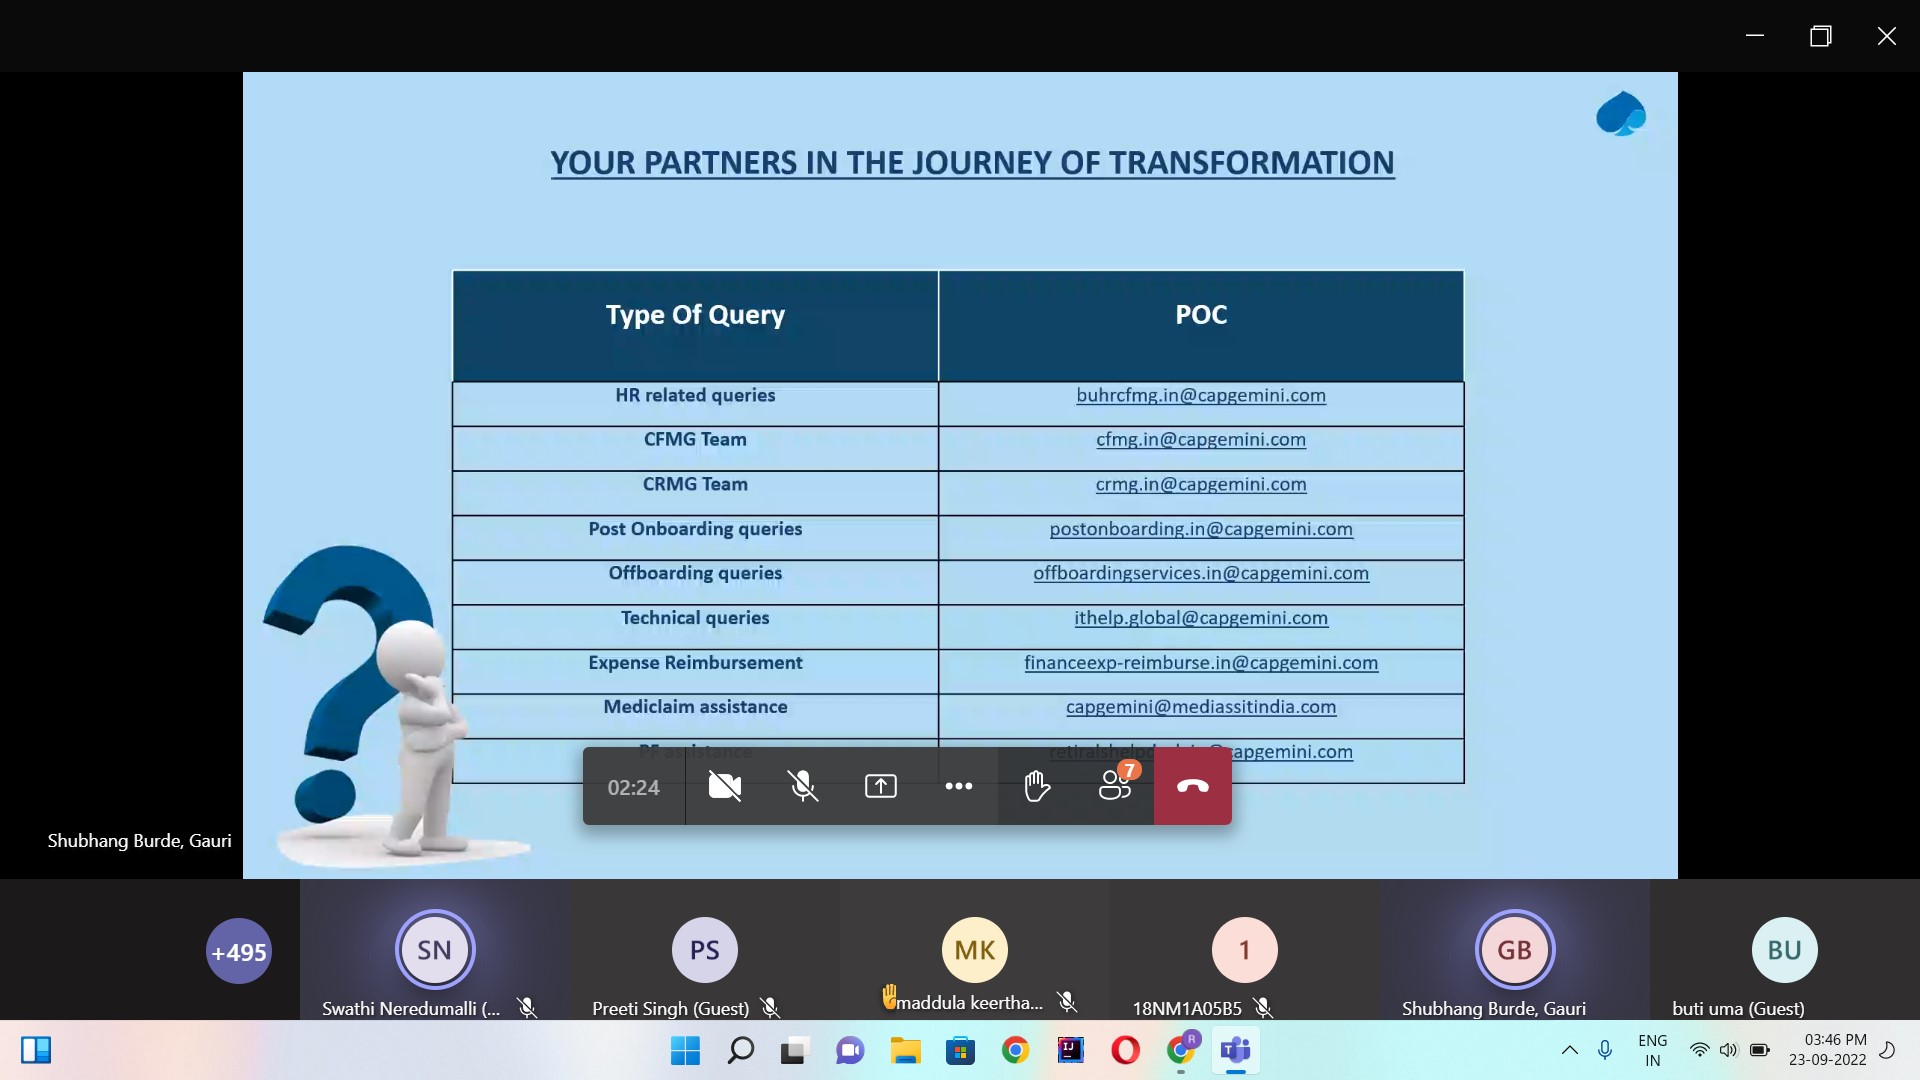 YOUR PARTNERS IN THE JOURNEY OF TRANSFORMATION
Type Of Query POC
HR related queries buhrcfmg.in@capgemini.com
CFMG Team cfmg.in@capgemini.com
CRMG Team crmg.in@capgemini.com
Post Onboarding queries postonboarding.in@capgemini.com
Offboarding queries offboardingservices.in@capgemini.com
Technical queries ithelp.global@capgemini.com
Expense Reimbursement financeexp-reimburse.in@capgemini.com
Mediclaim assistance capgemini@mediassitindia.com
PF assistance
02:24
7
Shubhang Burde, Gauri
+495
SN
PS
MK
1
GB
BU
Swathi Neredumalli (...
Preeti Singh (Guest)
maddula keertha...
18NM1A05B5
Shubhang Burde, Gauri
buti uma (Guest)
IJ
R
T
ENG
IN
03:46 PM
23-09-2022